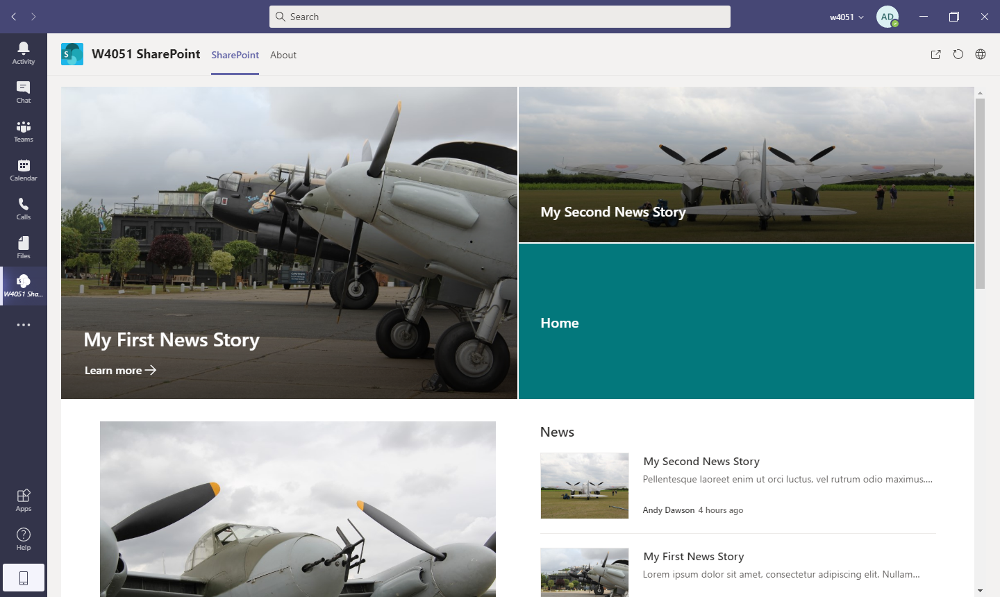 Search
w4051
AD
Activity
Chat
Teams
Calendar
Calls
Files
W4051 Sha...
Apps
Help
S
W4051 SharePoint
SharePoint
About
Just
CAUTION
My First News Story
Learn more
My Second News Story
Home
News
My Second News Story
Pellentesque laoreet enim ut orci luctus, vel rutrum odio maximus....
Andy Dawson 4 hours ago
My First News Story
Lorem ipsum dolor sit amet, consectetur adipiscing elit. Nullam...